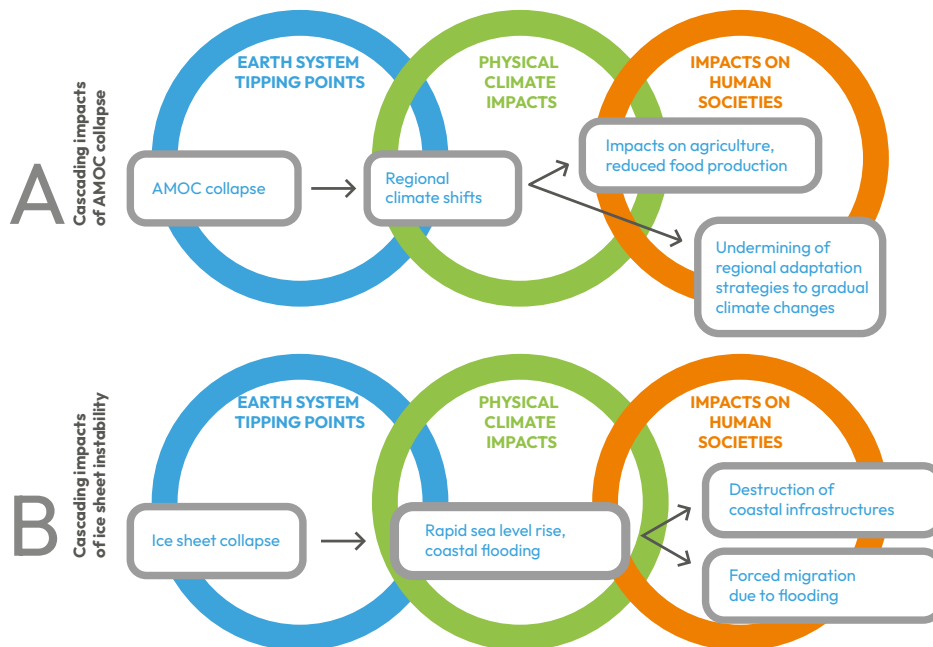 A
Cascading impacts
of AMOC collapse
EARTH SYSTEM
TIPPING POINTS
PHYSICAL
CLIMATE
IMPACTS
IMPACTS ON
HUMAN
SOCIETIES
AMOC collapse
Regional
climate shifts
Impacts on agriculture,
reduced food production
Undermining of
regional adaptation
strategies to gradual
climate changes
B
Cascading impacts
of ice sheet instability
EARTH SYSTEM
TIPPING POINTS
PHYSICAL
CLIMATE
IMPACTS
IMPACTS ON
HUMAN
SOCIETIES
Ice sheet collapse
Rapid sea level rise,
coastal flooding
Destruction of
coastal infrastructures
Forced migration
due to flooding